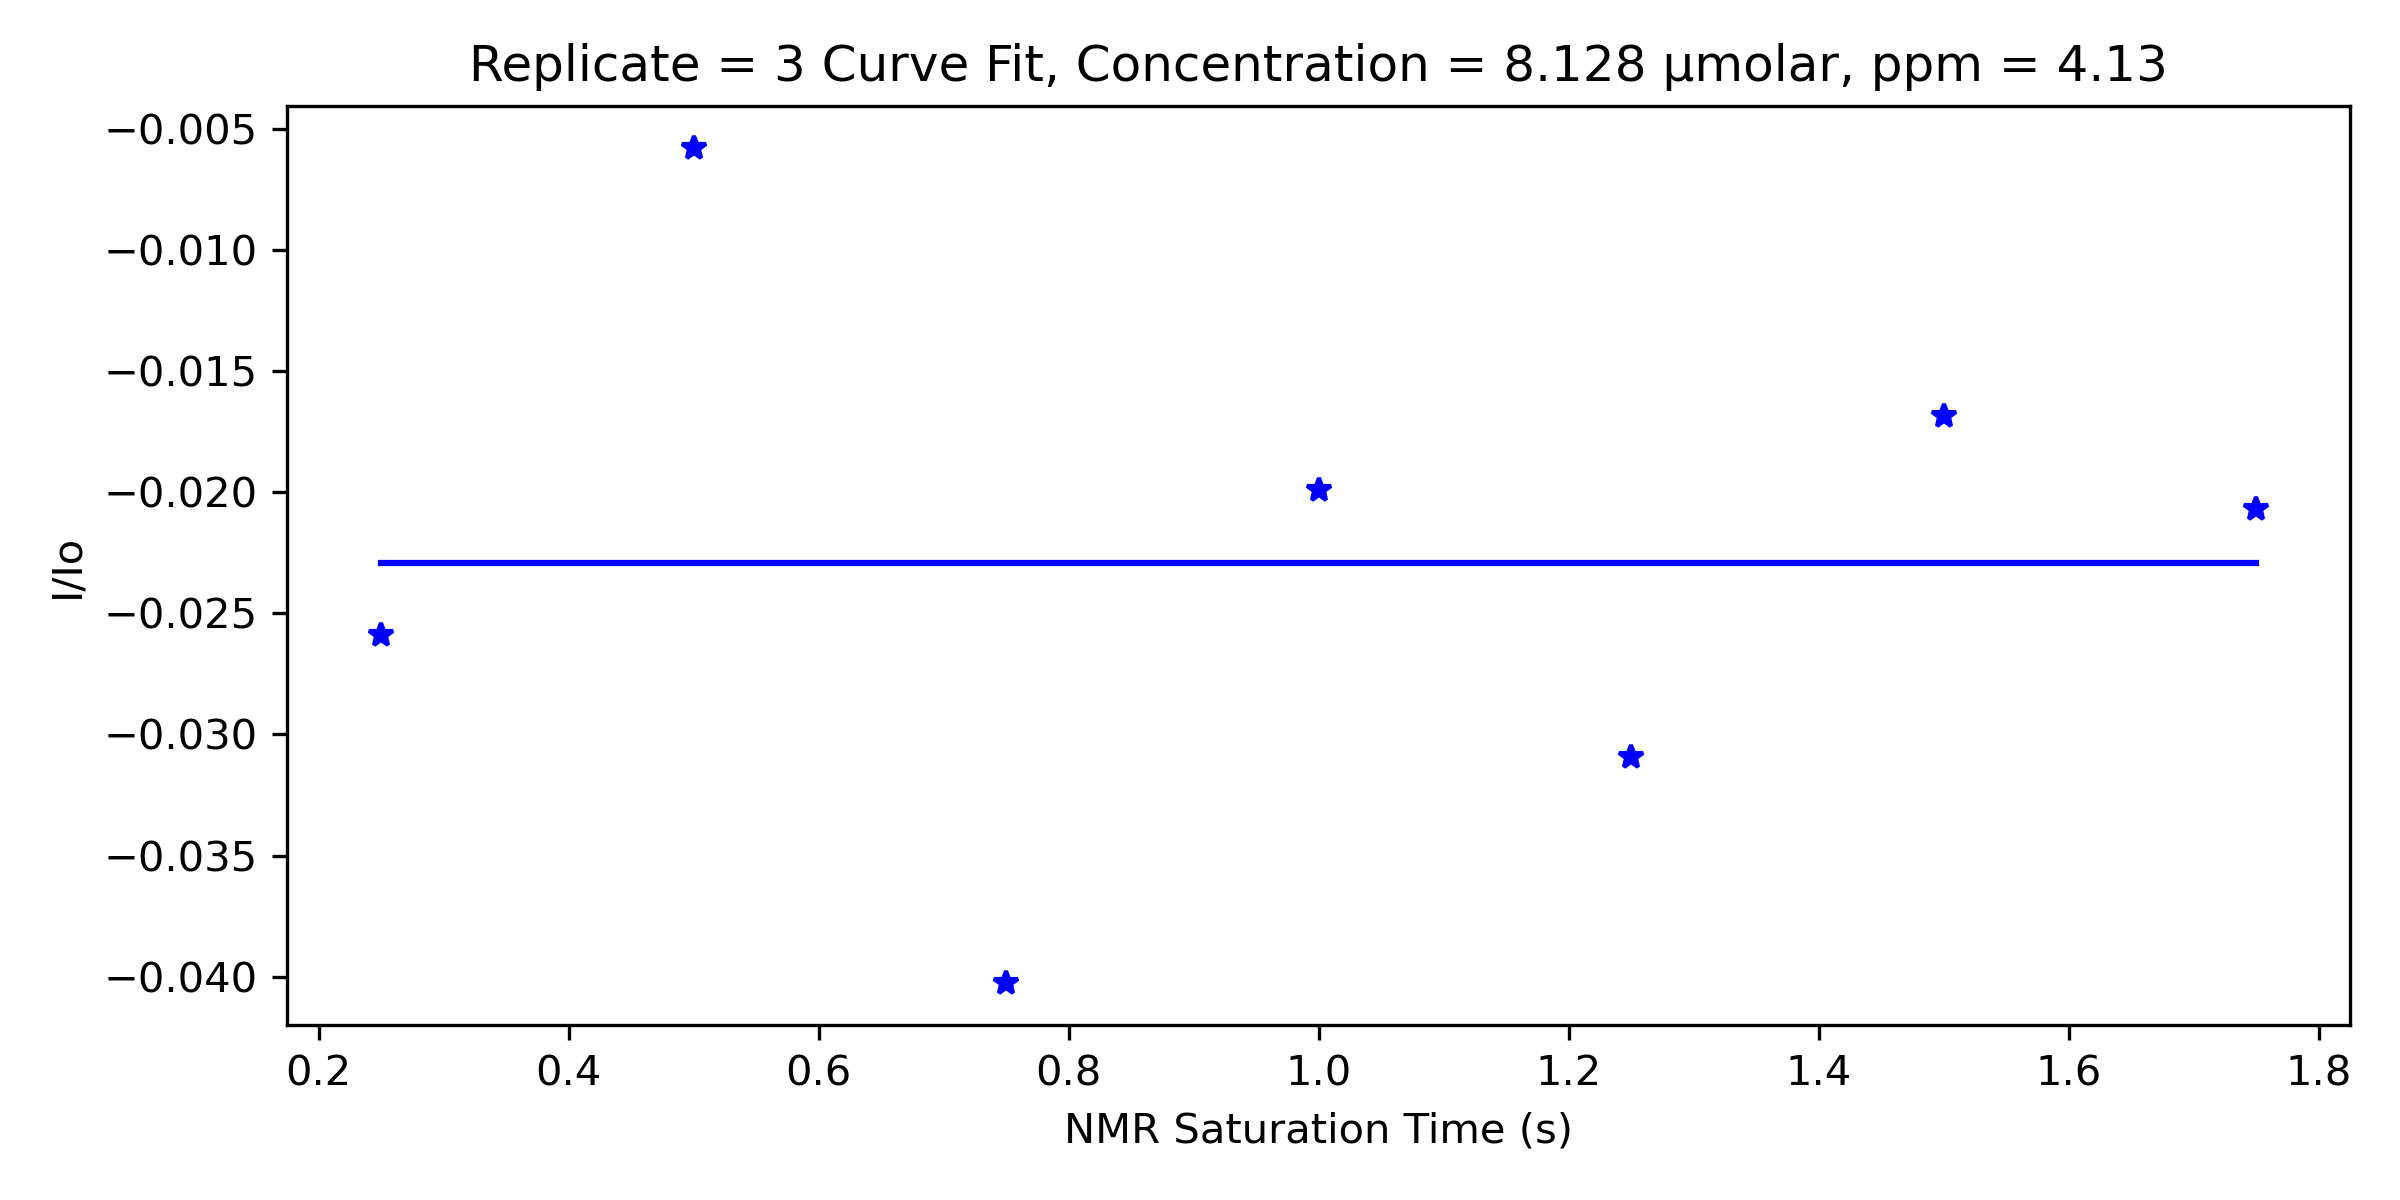 Replicate = 3 Curve Fit, Concentration = 8.128 µmolar, ppm = 4.13
−0.005
−0.010
−0.015
−0.020
−0.025
−0.030
−0.035
−0.040
I/Io
0.2 0.4 0.6 0.8 1.0 1.2 1.4 1.6 1.8
NMR Saturation Time (s)